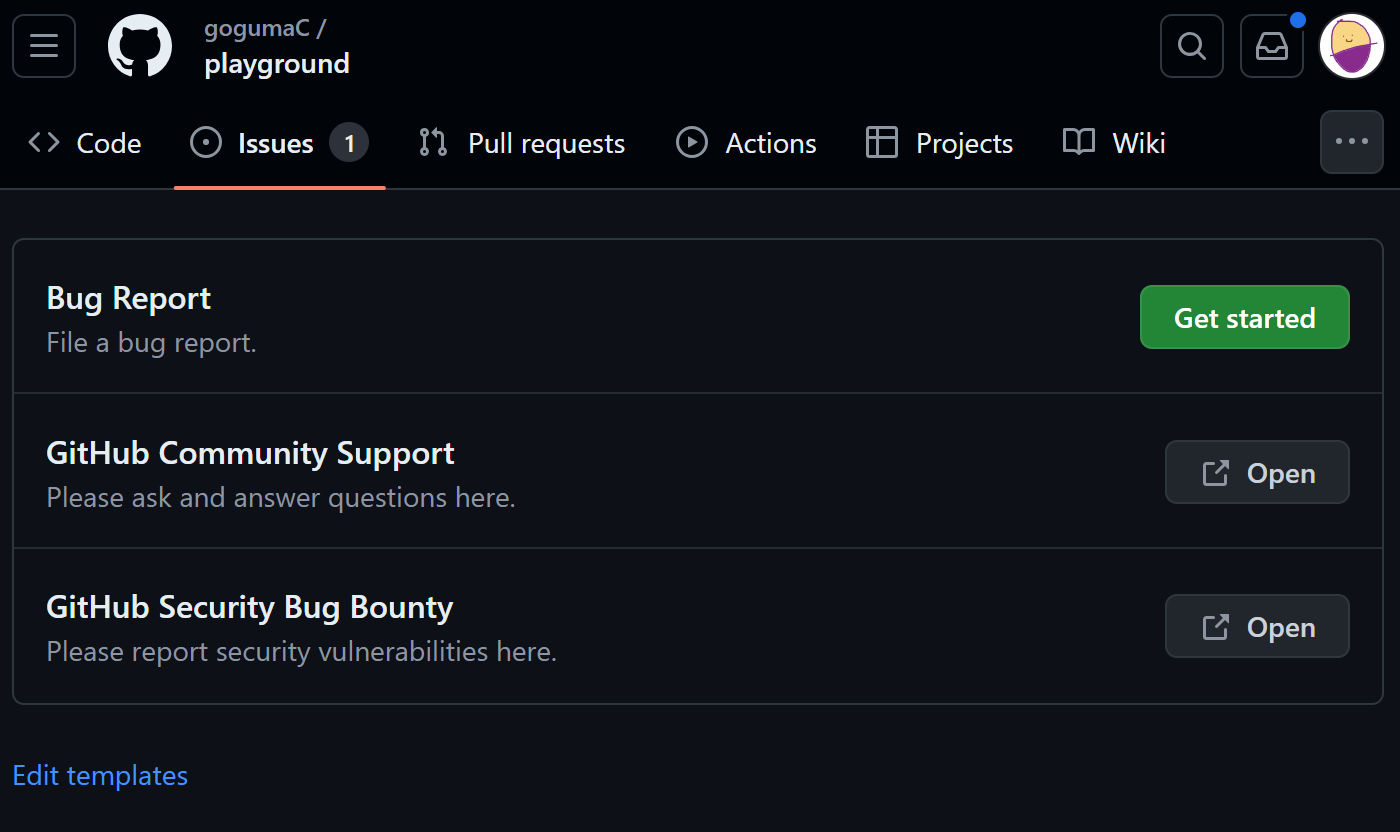 gogumaC /
playground
Code Issues 1 Pull requests Actions Projects Wiki
Bug Report
File a bug report.
Get started
GitHub Community Support
Please ask and answer questions here.
Open
GitHub Security Bug Bounty
Please report security vulnerabilities here.
Open
Edit templates